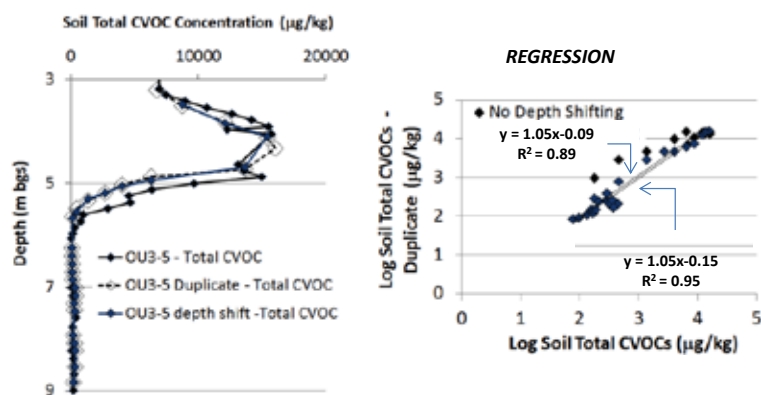 Soil Total CVOC Concentration (µg/kg)
0 10000 20000
3
5
7
9
Depth (m bgs)
OU3-5 - Total CVOC
OU3-5 Duplicate - Total CVOC
OU3-5 depth shift -Total CVOC
REGRESSION
Log Soil Total CVOCs -
Duplicate (µg/kg)
5
4
3
2
1
0
No Depth Shifting
y = 1.05x-0.09
R² = 0.89
y = 1.05x-0.15
R² = 0.95
0 1 2 3 4 5
Log Soil Total CVOCs (µg/kg)